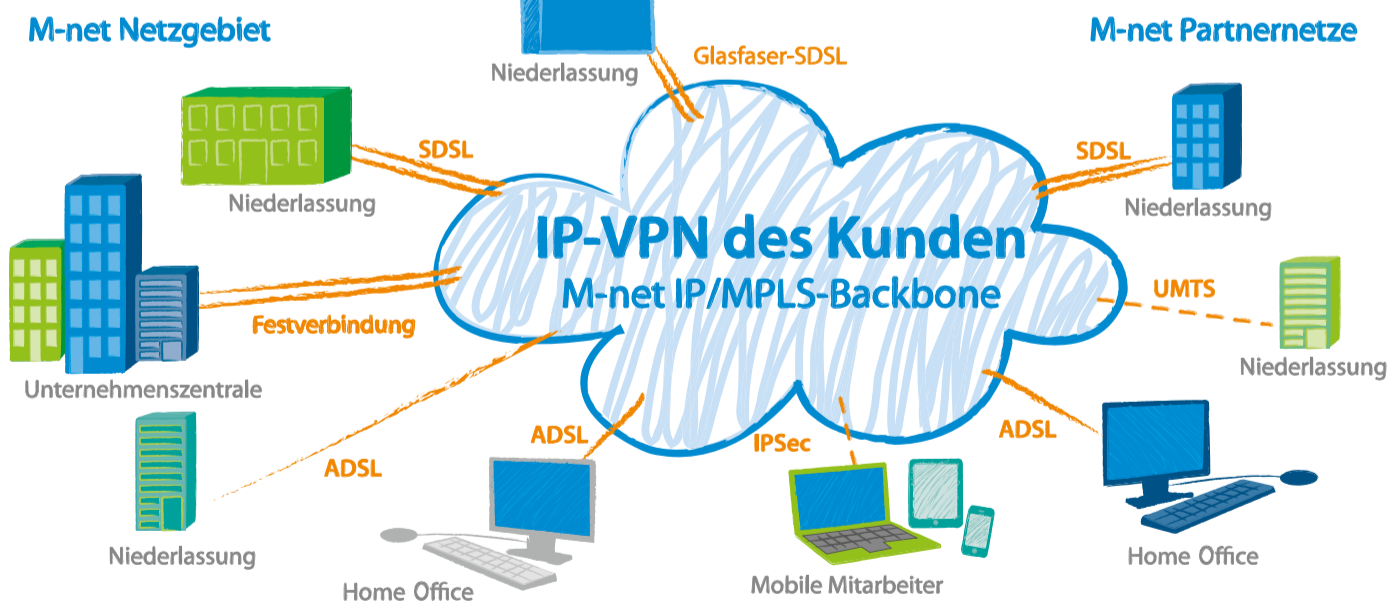 M-net Netzgebiet
M-net Partnernetze
Niederlassung
Glasfaser-SDSL
SDSL
Niederlassung
SDSL
Niederlassung
IP-VPN des Kunden
M-net IP/MPLS-Backbone
Festverbindung
Unternehmenszentrale
UMTS
Niederlassung
ADSL
Niederlassung
ADSL
Home Office
IPSec
Mobile Mitarbeiter
ADSL
Home Office